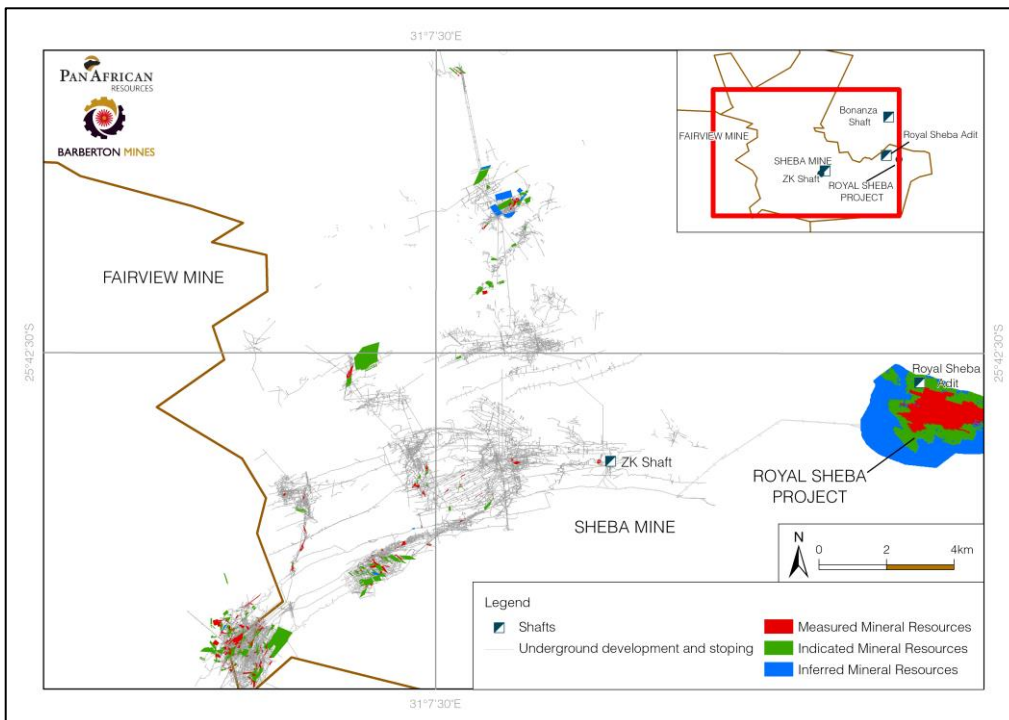 31°7'30"E
PAN AFRICAN
RESOURCES
BARBERTON MINES
FAIRVIEW MINE
Bonanza
Shaft
Royal Sheba Adit
FAIRVIEW MINE
SHEBA MINE
ZK Shaft
ROYAL SHEBA
PROJECT
25°42'30"S
25°42'30"S
Royal Sheba
Adit
ZK Shaft
ROYAL SHEBA
PROJECT
SHEBA MINE
N
0 2 4km
Legend
Shafts
Underground development and stoping
Measured Mineral Resources
Indicated Mineral Resources
Inferred Mineral Resources
31°7'30"E